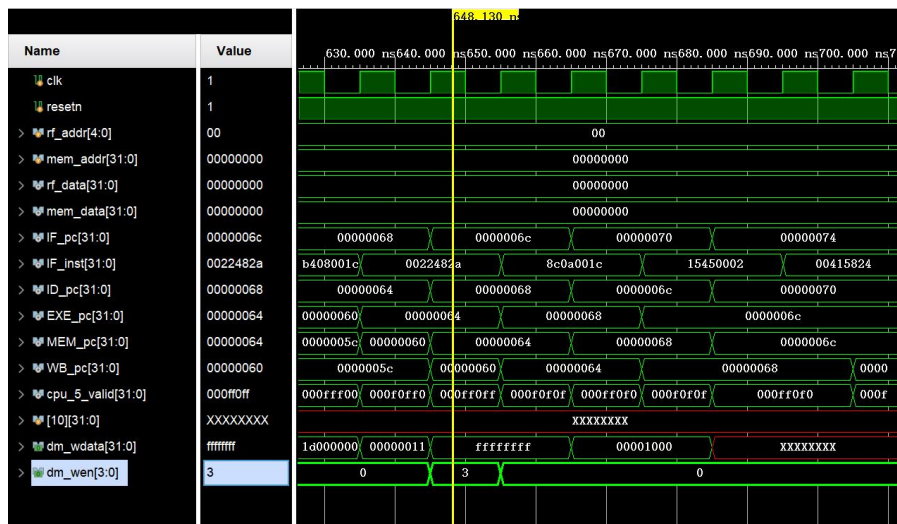 648.130 ns
Name Value
630.000 ns 640.000 ns 650.000 ns 660.000 ns 670.000 ns 680.000 ns 690.000 ns 700.000 ns 7
clk 1
resetn 1
rf_addr[4:0] 00 00
mem_addr[31:0] 00000000 00000000
rf_data[31:0] 00000000 00000000
mem_data[31:0] 00000000 00000000
IF_pc[31:0] 0000006c 00000068 0000006c 00000070 00000074
IF_inst[31:0] 0022482a b408001c 0022482a 8c0a001c 15450002 00415824
ID_pc[31:0] 00000068 00000064 00000068 0000006c 00000070
EXE_pc[31:0] 00000064 00000060 00000064 00000068 0000006c
MEM_pc[31:0] 00000064 0000005c 00000060 00000064 00000068 0000006c
WB_pc[31:0] 00000060 0000005c 00000060 00000064 00000068 0000
cpu_5_valid[31:0] 000ff0ff 000fff00 000f0ff0 000ff0ff 000f0f0f 000ff0f0 000f0f0f 000ff0f0 000f
[10][31:0] XXXXXXXX XXXXXXXX
dm_wdata[31:0] ffffffff 1d000000 00000011 ffffffff 00001000 XXXXXXXX
dm_wen[3:0] 3 0 3 0